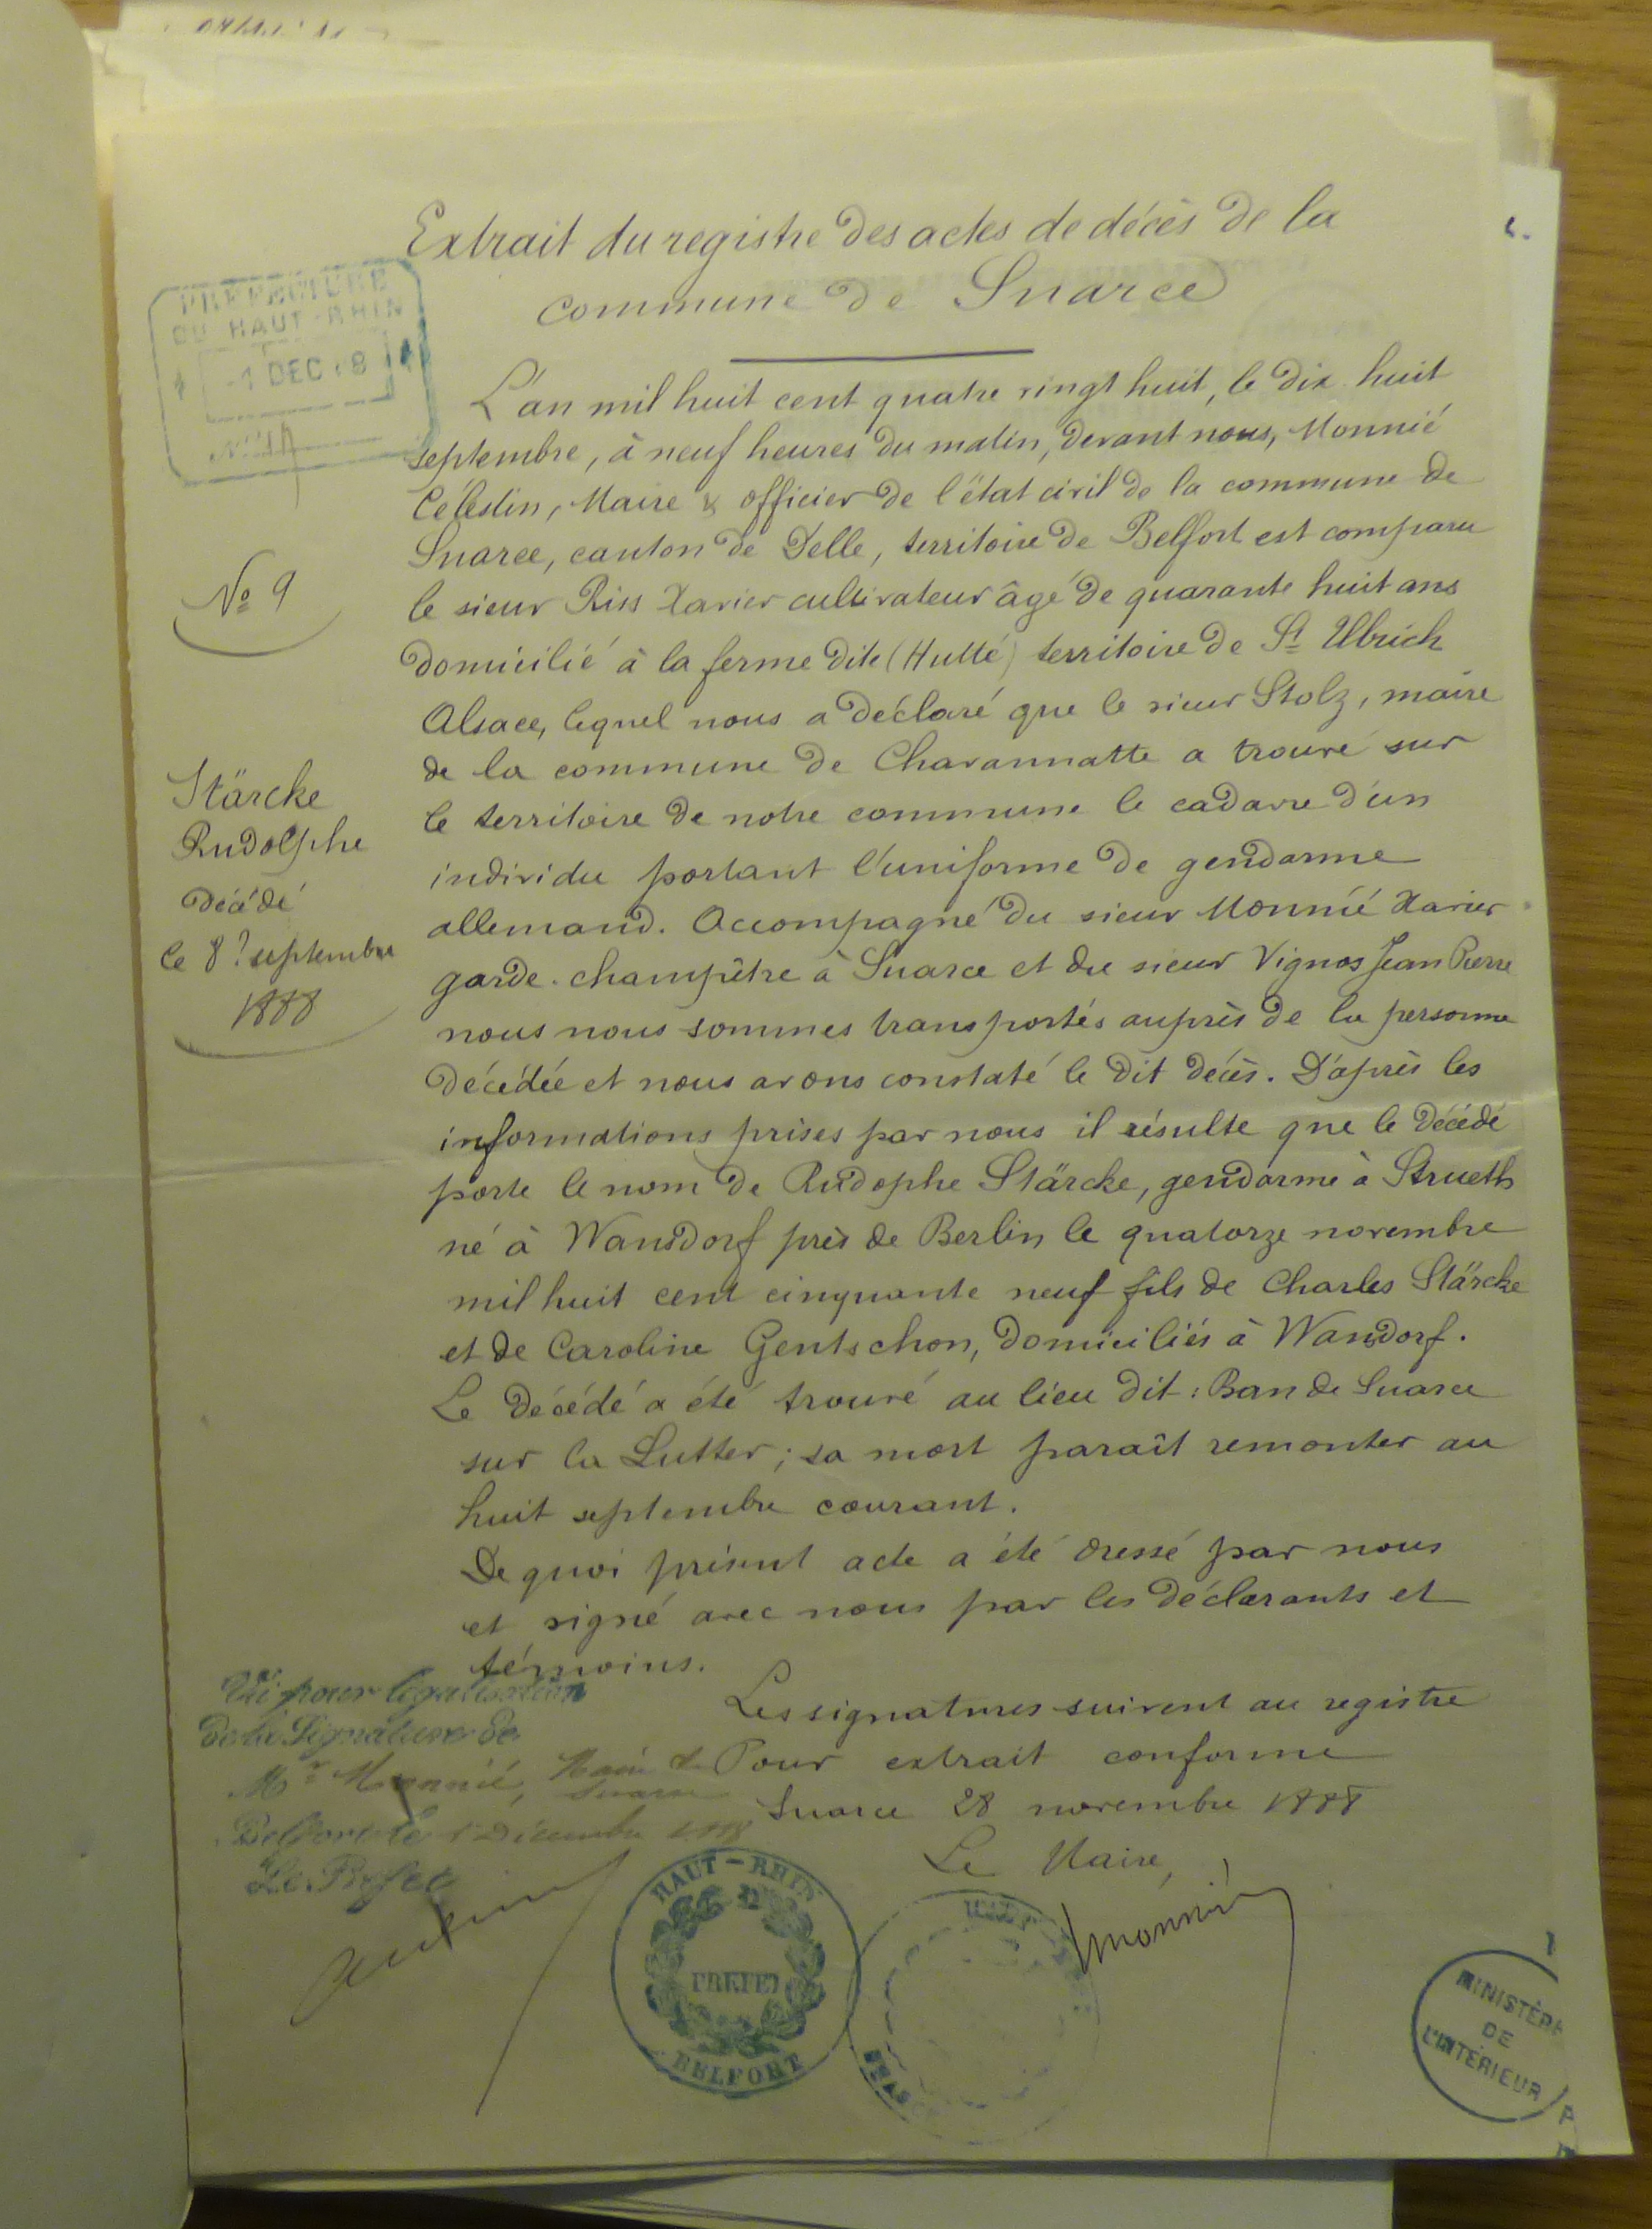 Extrait du registre des actes de décès de la
commune de Suarce
PREFECTURE
DU HAUT-RHIN
-1 DEC 8
L'an mil huit cent quatre vingt huit, le dix huit
septembre, à neuf heures du matin, devant nous, Monnié
Célestin, Maire & officier de l'état civil de la commune de
Suarce, canton de Delle, territoire de Belfort est comparu
No 9
le sieur Riss Xavier cultivateur âgé de quarante huit ans
domicilié à la ferme dite (Hutté) territoire de St Ulrich
Alsace, lequel nous a déclaré que le sieur Stolz, maire
de la commune de Chavannatte a trouvé sur
le territoire de notre commune le cadavre d'un
individu portant l'uniforme de gendarme
allemand. Accompagné du sieur Monnié Xavier
garde-champêtre à Suarce et du sieur Vignos Jean Pierre
nous nous sommes transportés auprès de la personne
décédée et nous avons constaté le dit décès. D'après les
informations prises par nous il résulte que le décédé
porte le nom de Rudophe Stärcke, gendarme à Strueth
né à Wansdorf près de Berlin le quatorze novembre
mil huit cent cinquante neuf fils de Charles Stärcke
et de Caroline Gentschon, domiciliés à Wansdorf.
Le décédé a été trouvé au lieu dit : Ban de Suarce
sur la Lutter ; sa mort paraît remonter au
huit septembre courant.
De quoi présent acte a été dressé par nous
et signé avec nous par les déclarants et
témoins.
Stärcke
Rudolphe
décédé
le 8 ? septembre
1888
Les signatures suivent au registre
Pour extrait conforme
Suarce 28 novembre 1888
Le Maire,
Monnié
Vu pour légalisation
de la Signature de
Mr Monnié, Maire de
Suarce
Belfort le 1 Décembre 1888
Le Préfet
HAUT-RHIN
PREFET
BELFORT
MINISTÈRE
DE
L'INTERIEUR